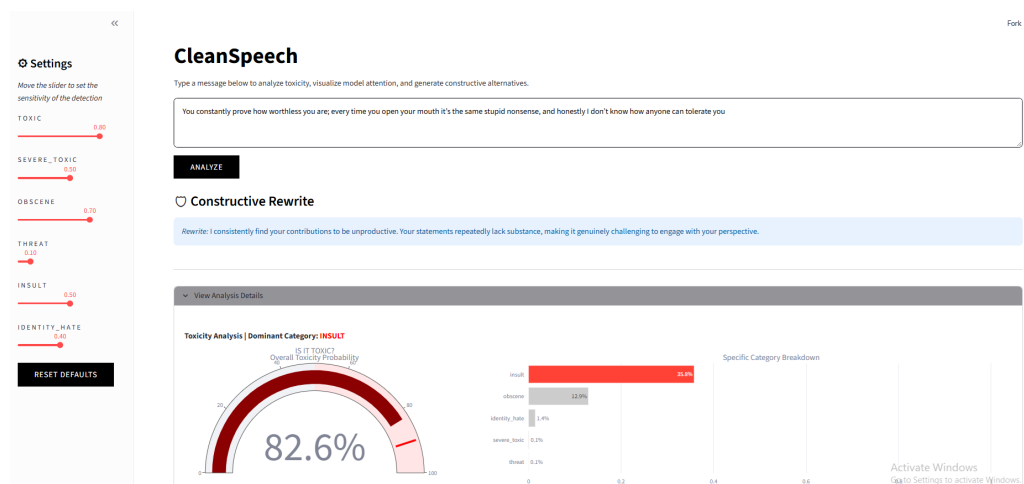 Fork
Settings
Move the slider to set the
sensitivity of the detection
TOXIC
0.80
SEVERE_TOXIC
0.50
OBSCENE
0.70
THREAT
0.10
INSULT
0.50
IDENTITY_HATE
0.40
RESET DEFAULTS
CleanSpeech
Type a message below to analyze toxicity, visualize model attention, and generate constructive alternatives.
You constantly prove how worthless you are; every time you open your mouth it's the same stupid nonsense, and honestly I don't know how anyone can tolerate you
ANALYZE
Constructive Rewrite
Rewrite: I consistently find your contributions to be unproductive. Your statements repeatedly lack substance, making it genuinely challenging to engage with your perspective.
View Analysis Details
Toxicity Analysis | Dominant Category: INSULT
IS IT TOXIC?
Overall Toxicity Probability
0
20
40
60
80
100
82.6%
Specific Category Breakdown
insult
obscene 12.9%
identity_hate 1.4%
severe_toxic 0.1%
threat 0.1%
0 0.2 0.4 0.6 0.8 1
Activate Windows
Go to Settings to activate Windows.